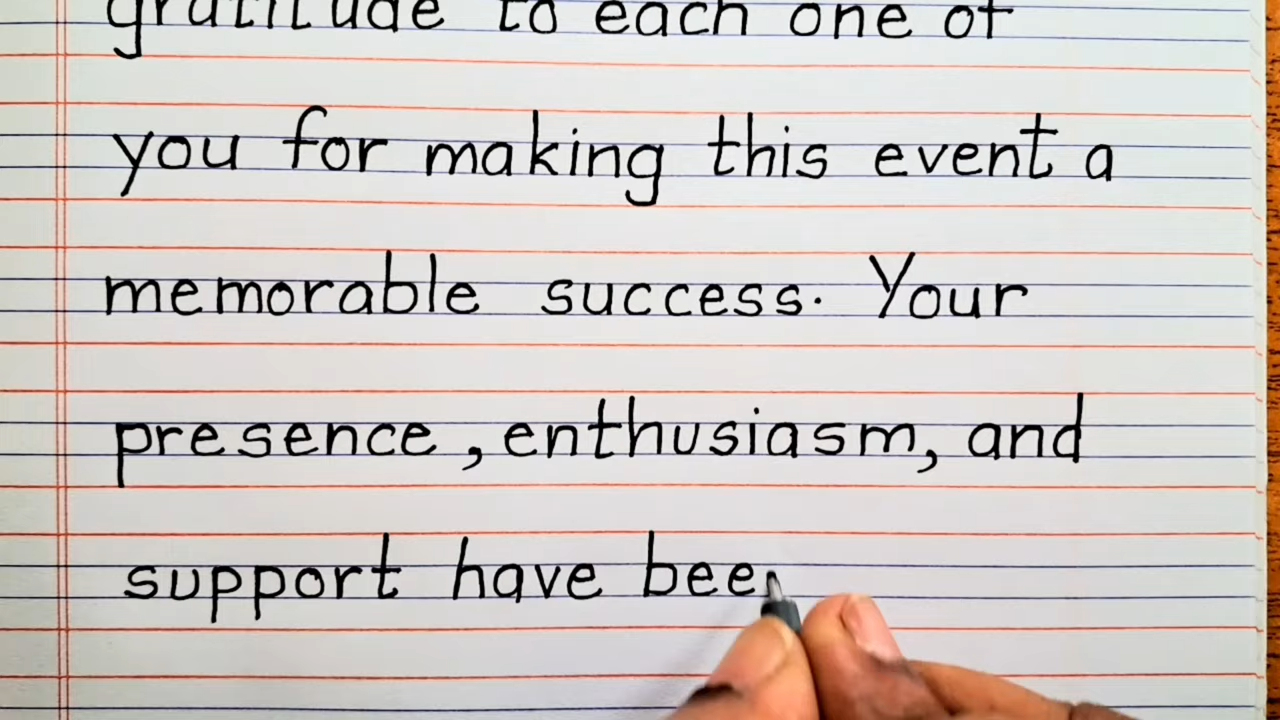 gratitude to each one of
you for making this event a
memorable success. Your
presence, enthusiasm, and
support have bee